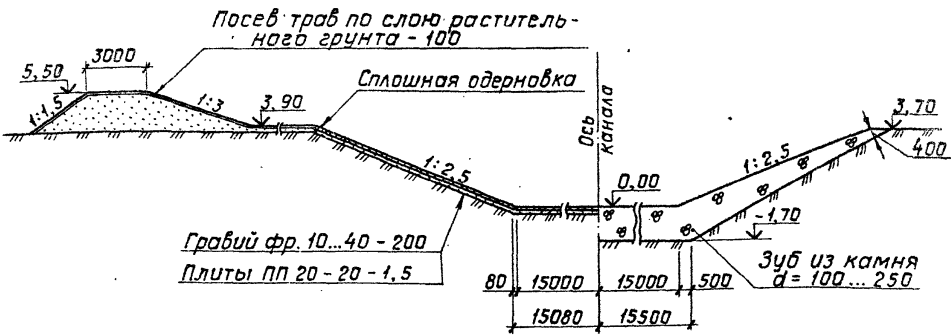 Посев трав по слою раститель-
ного грунта - 100
3000
5,50
1:1,5
1:3
3,90
Сплошная одерновка
1:2,5
Ось
канала
0,00
1:2,5
3,70
400
-1,70
Гравий фр. 10...40 - 200
Плиты ПП 20-20-1,5
Зуб из камня
d = 100 ... 250
80
15000
15000
500
15080
15500